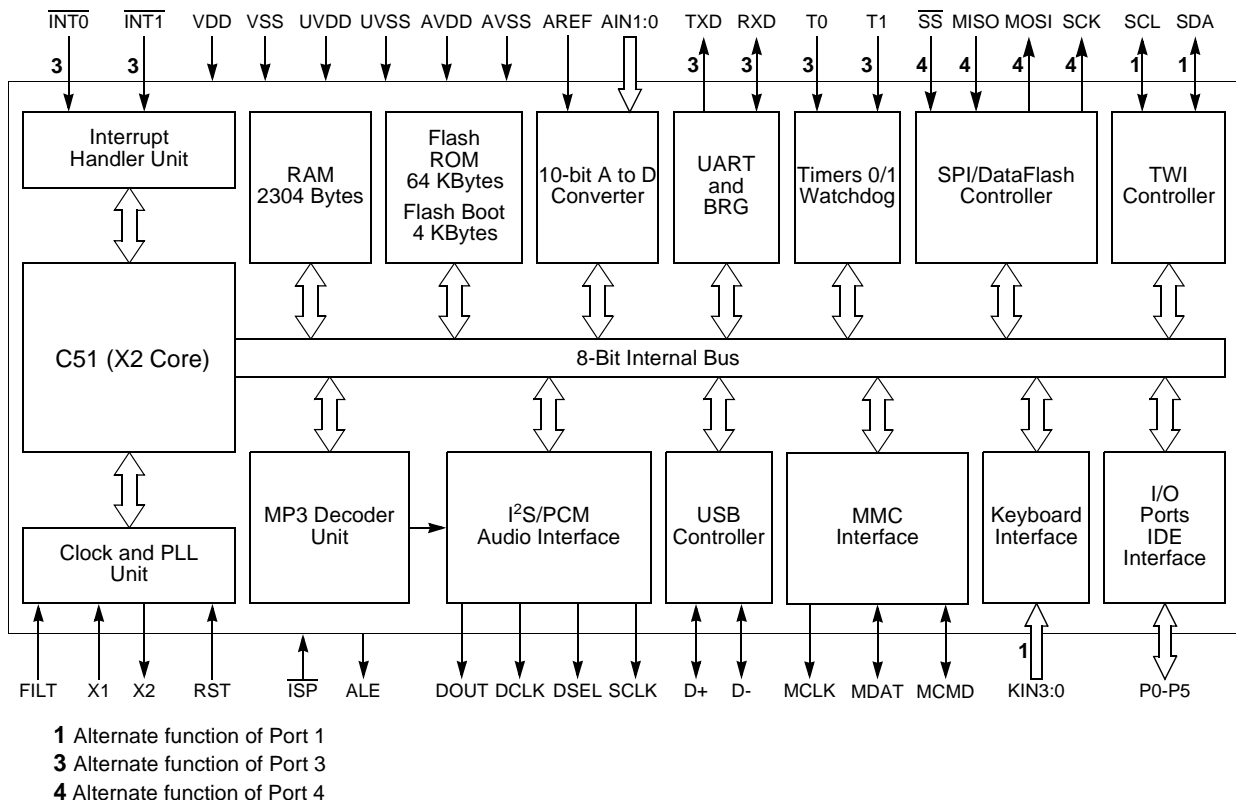 INT0 INT1 VDD VSS UVDD UVSS AVDD AVSS AREF AIN1:0 TXD RXD T0 T1 SS MISO MOSI SCK SCL SDA
3 3 3 3 3 3 4 4 4 4 1 1
Interrupt
Handler Unit
RAM
2304 Bytes
Flash
ROM
64 KBytes
Flash Boot
4 KBytes
10-bit A to D
Converter
UART
and
BRG
Timers 0/1
Watchdog
SPI/DataFlash
Controller
TWI
Controller
C51 (X2 Core)
8-Bit Internal Bus
Clock and PLL
Unit
MP3 Decoder
Unit
I²S/PCM
Audio Interface
USB
Controller
MMC
Interface
Keyboard
Interface
I/O
Ports
IDE
Interface
1
FILT X1 X2 RST ISP ALE DOUT DCLK DSEL SCLK D+ D- MCLK MDAT MCMD KIN3:0 P0-P5
1 Alternate function of Port 1
3 Alternate function of Port 3
4 Alternate function of Port 4